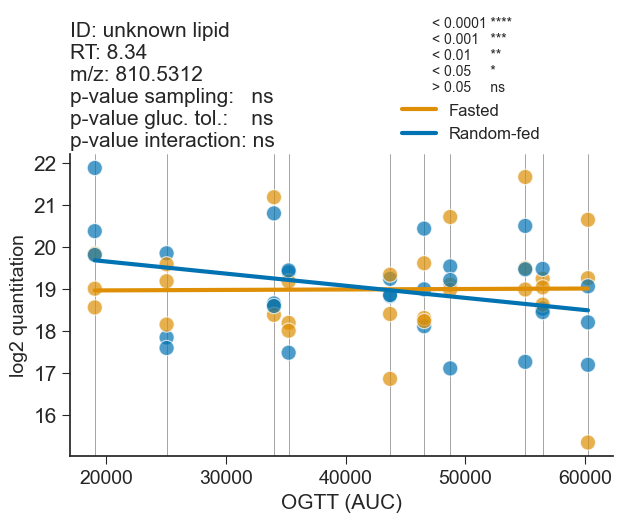 ID: unknown lipid
RT: 8.34
m/z: 810.5312
p-value sampling: ns
p-value gluc. tol.: ns
p-value interaction: ns
< 0.0001 ****
< 0.001 ***
< 0.01 **
< 0.05 *
> 0.05 ns
Fasted
Random-fed
log2 quantitation
22
21
20
19
18
17
16
20000 30000 40000 50000 60000
OGTT (AUC)